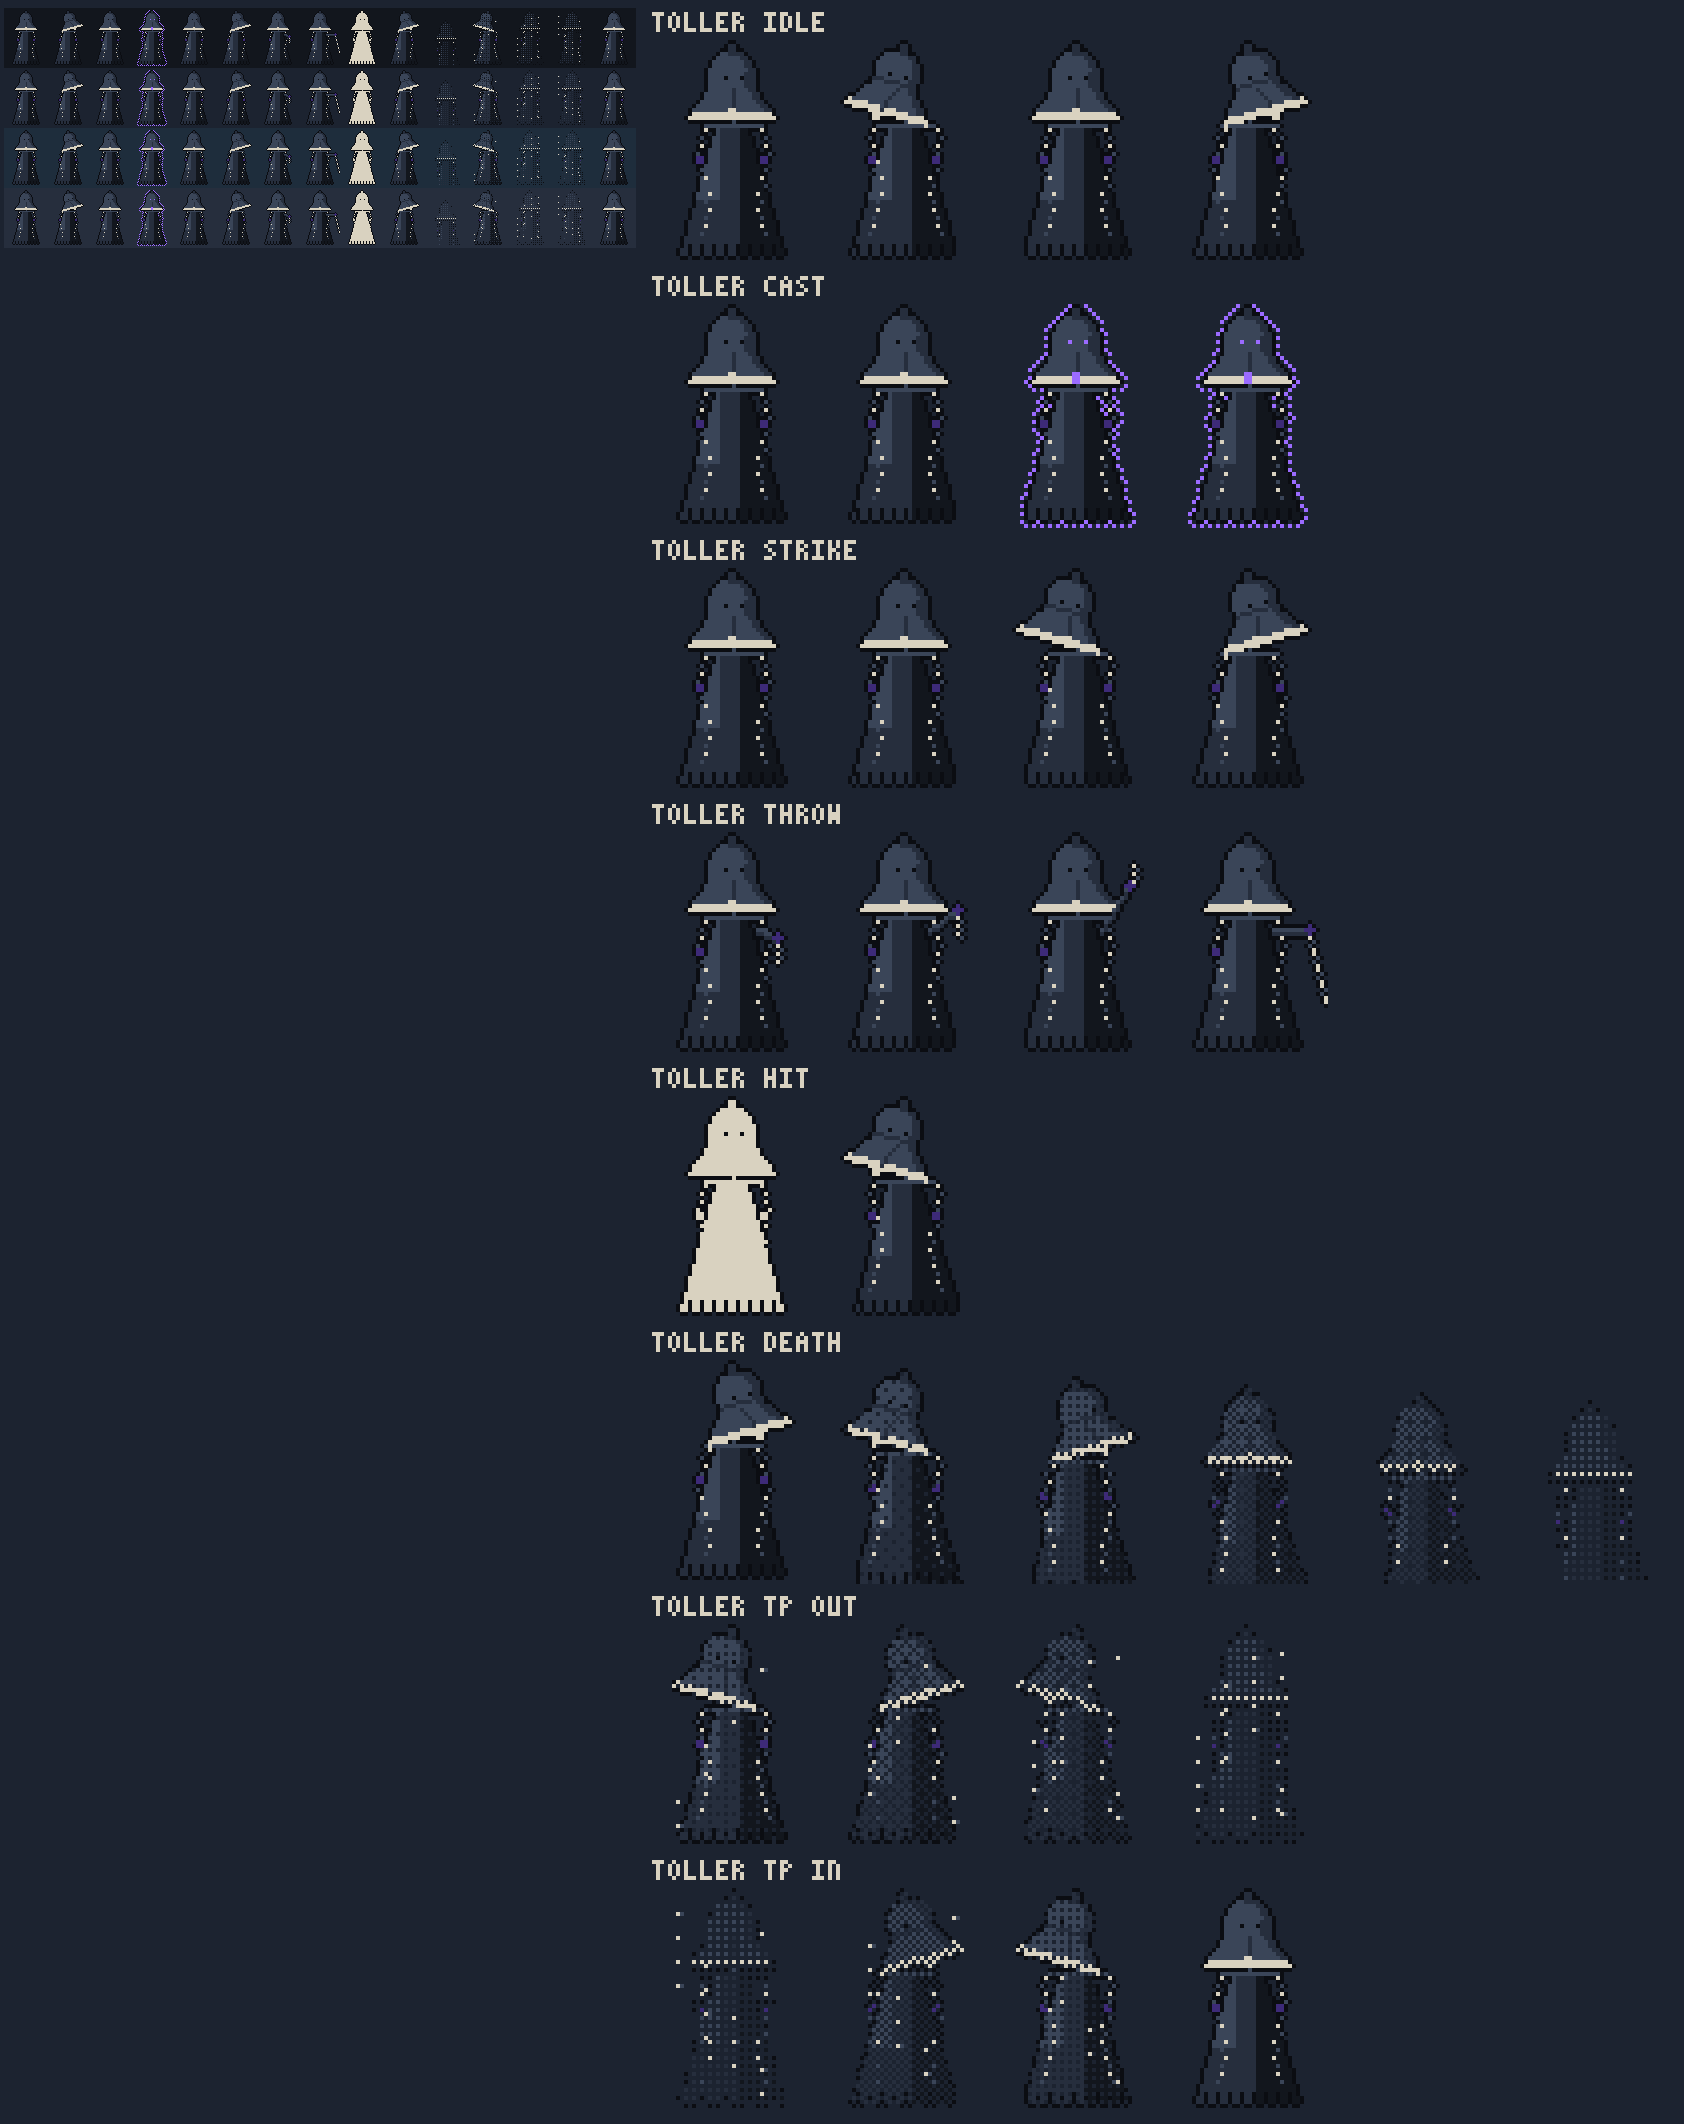 TOLLER IDLE
TOLLER CAST
TOLLER STRIKE
TOLLER THROW
TOLLER HIT
TOLLER DEATH
TOLLER TP OUT
TOLLER TP IN